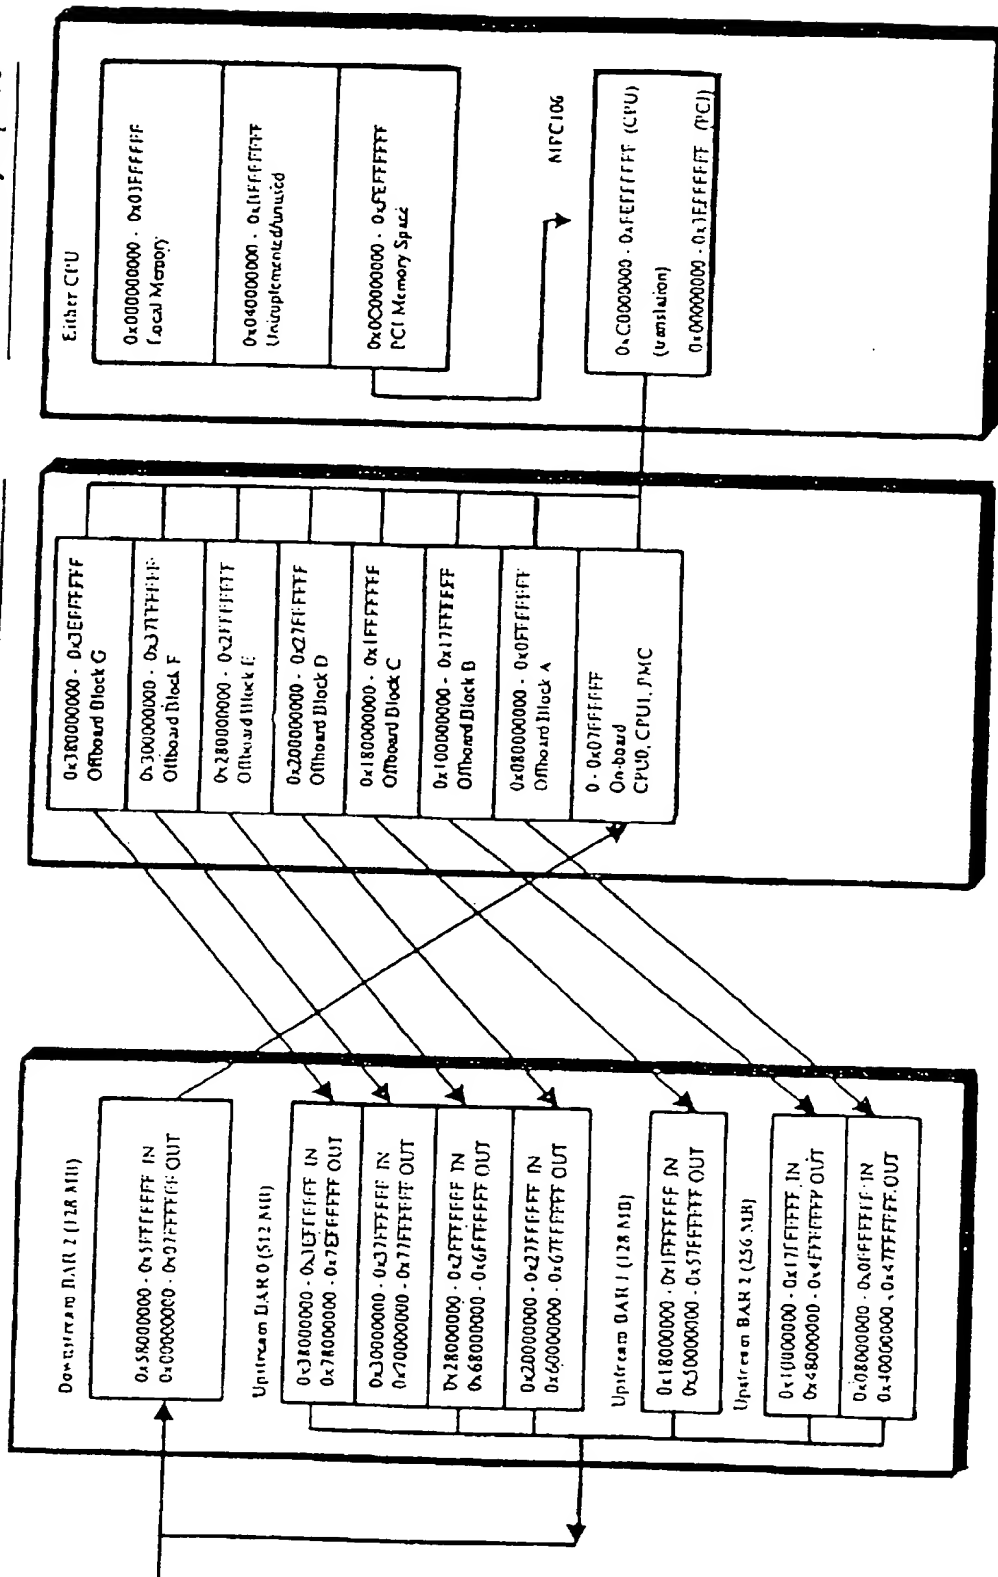 Either CPU
0x00000000 - 0x03FFFFFF
Local Memory
0x04000000 -
Unimplemented/unused
0x0C0000000 - 0xFEFFFFFF
PCI Memory Space
MPC106
0xC0000000 - 0xFEFFFFFF (CPU)
(translation)
0x00000000 - 0x3EFFFFFF (PCI)
0x38000000 - 0x3EFFFFFF
Offboard Block G
0x30000000 - 0x37FFFFFF
Offboard Block F
0x28000000 - 0x2FFFFFFF
Offboard Block E
0x20000000 - 0x27FFFFFF
Offboard Block D
0x18000000 - 0x1FFFFFFF
Offboard Block C
0x10000000 - 0x17FFFFFF
Offboard Block B
0x08000000 - 0x0FFFFFFF
Offboard Block A
0 - 0x07FFFFFF
On-board
CPU0, CPU1, PMC
Downstream BAR 2 (128 MB)
0x58000000 - 0x5FFFFFFF IN
0x00000000 - 0x07FFFFFF OUT
Upstream BAR 0 (512 MB)
0x38000000 - 0x3EFFFFFF IN
0x78000000 - 0x7EFFFFFF OUT
0x30000000 - 0x37FFFFFF IN
0x70000000 - 0x77FFFFFF OUT
0x28000000 - 0x2FFFFFFF IN
0x68000000 - 0x6FFFFFFF OUT
0x20000000 - 0x27FFFFFF IN
0x60000000 - 0x67FFFFFF OUT
Upstream BAR 1 (128 MB)
0x18000000 - 0x1FFFFFFF IN
0x50000000 - 0x57FFFFFF OUT
Upstream BAR 2 (256 MB)
0x10000000 - 0x17FFFFFF IN
0x48000000 - 0x4FFFFFFF OUT
0x08000000 - 0x0FFFFFFF IN
0x40000000 - 0x47FFFFFF OUT